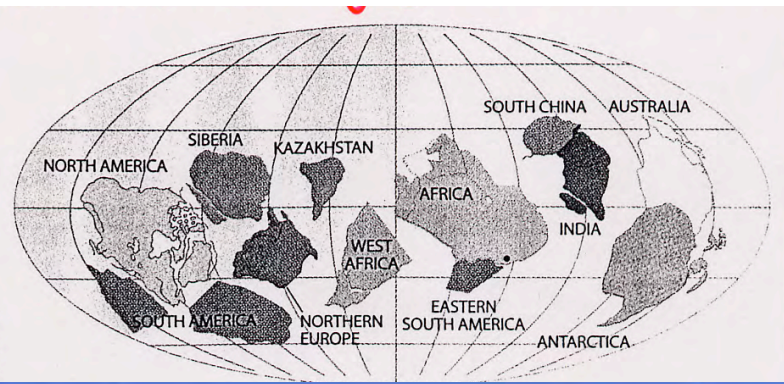 SOUTH CHINA
AUSTRALIA
SIBERIA
KAZAKHSTAN
NORTH AMERICA
AFRICA
INDIA
WEST
AFRICA
SOUTH AMERICA
NORTHERN
EUROPE
EASTERN
SOUTH AMERICA
ANTARCTICA